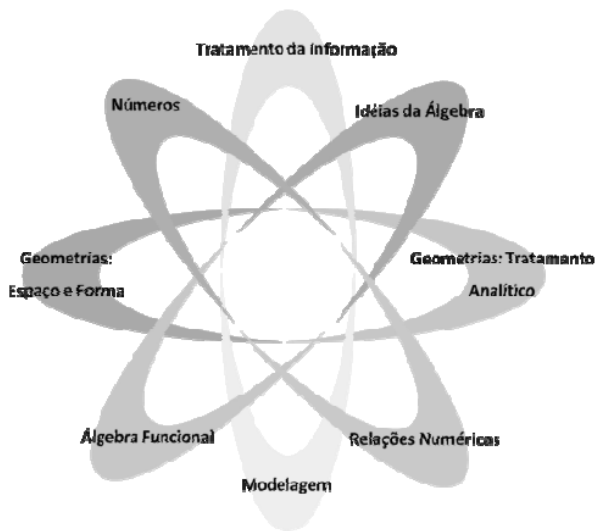 Tratamento da informação
Números
Idéias da Álgebra
Geometrias:
Espaço e Forma
Geometrias: Tratamento
Analítico
Álgebra Funcional
Relações Numéricas
Modelagem